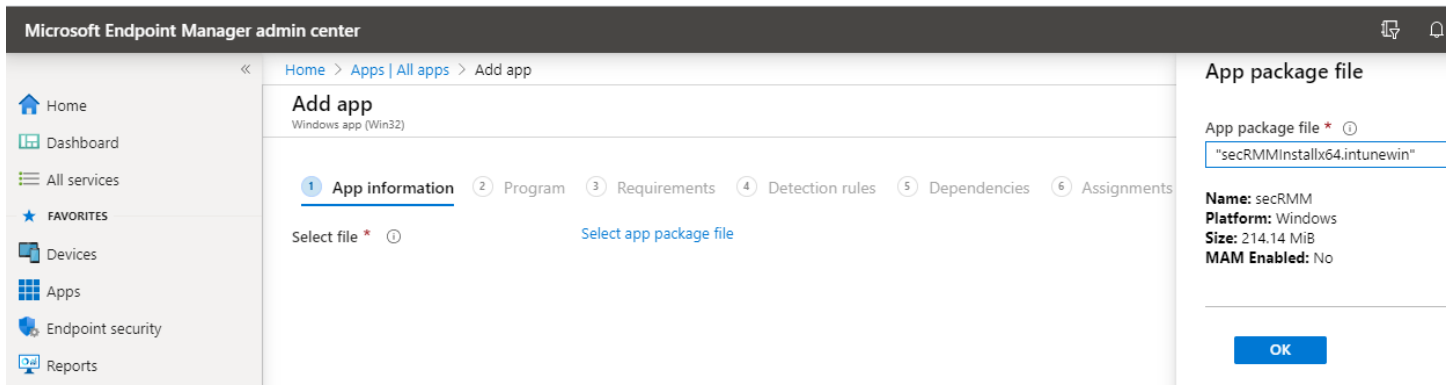 Microsoft Endpoint Manager admin center
«
Home
Dashboard
All services
FAVORITES
Devices
Apps
Endpoint security
Reports
Home > Apps | All apps > Add app
Add app
Windows app (Win32)
1 App information 2 Program 3 Requirements 4 Detection rules 5 Dependencies 6 Assignments
Select file * Select app package file
App package file
App package file *
"secRMMInstallx64.intunewin"
Name: secRMM
Platform: Windows
Size: 214.14 MiB
MAM Enabled: No
OK